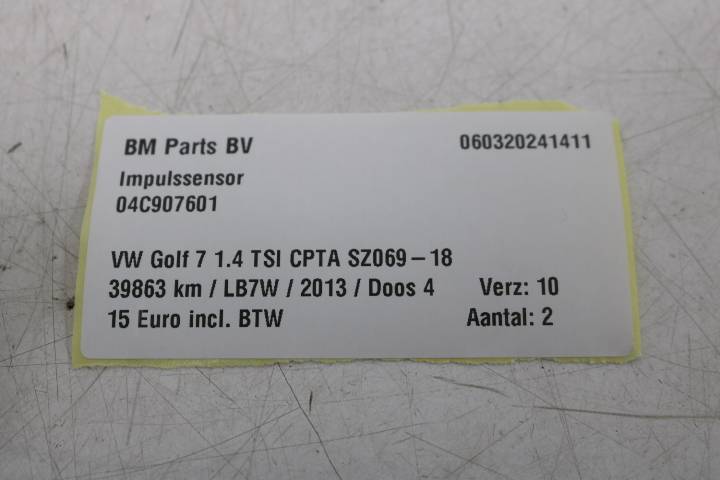 BM Parts BV 060320241411
Impulssensor
04C907601
VW Golf 7 1.4 TSI CPTA SZ069-18
39863 km / LB7W / 2013 / Doos 4 Verz: 10
15 Euro incl. BTW Aantal: 2